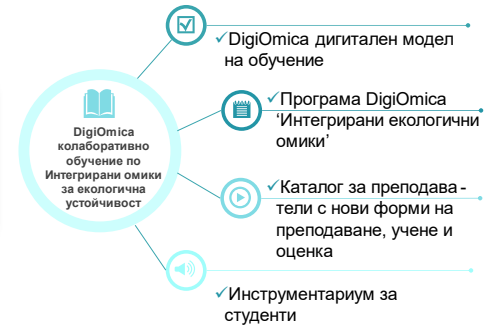 DigiOmica
колаборативно
обучение по
Интегрирани омики
за екологична
устойчивост
✓DigiOmica дигитален модел
на обучение
✓Програма DigiOmica
‘Интегрирани екологични
омики’
✓Каталог за преподава -
тели с нови форми на
преподаване, учене и
оценка
✓Инструментариум за
студенти